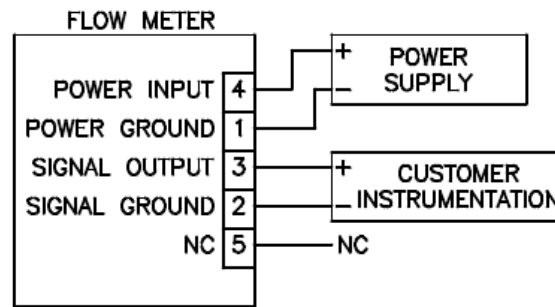 FLOW METER
POWER INPUT 4
+ POWER SUPPLY
−
POWER GROUND 1
SIGNAL OUTPUT 3
+ CUSTOMER
− INSTRUMENTATION
SIGNAL GROUND 2
NC 5 NC